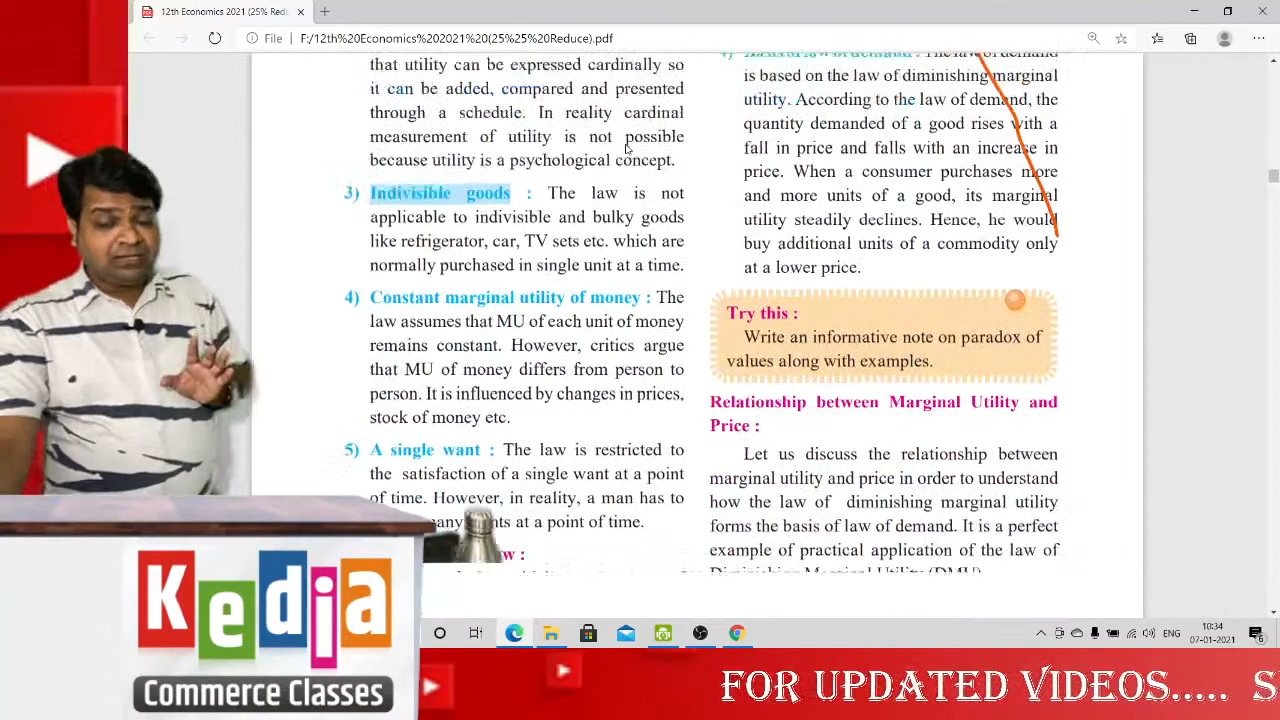 12th Economics 2021 (25% Redu
File
F:/12th%20Economics%202021%20(25%25%20Reduce).pdf
that utility can be expressed cardinally so
it can be added, compared and presented
through a schedule. In reality cardinal
measurement of utility is not possible
because utility is a psychological concept.
3) Indivisible goods : The law is not
applicable to indivisible and bulky goods
like refrigerator, car, TV sets etc. which are
normally purchased in single unit at a time.
4) Constant marginal utility of money : The
law assumes that MU of each unit of money
remains constant. However, critics argue
that MU of money differs from person to
person. It is influenced by changes in prices,
stock of money etc.
5) A single want : The law is restricted to
the satisfaction of a single want at a point
of time. However, in reality, a man has to
at a point of time.
The law of demand
is based on the law of diminishing marginal
utility. According to the law of demand, the
quantity demanded of a good rises with a
fall in price and falls with an increase in
price. When a consumer purchases more
and more units of a good, its marginal
utility steadily declines. Hence, he would
buy additional units of a commodity only
at a lower price.
Try this :
Write an informative note on paradox of
values along with examples.
Relationship between Marginal Utility and
Price :
Let us discuss the relationship between
marginal utility and price in order to understand
how the law of diminishing marginal utility
forms the basis of law of demand. It is a perfect
example of practical application of the law of
Diminishing Marginal Utility (DMU)
ENG
10:34
07-01-2021
6
Kedia
Commerce Classes
FOR UPDATED VIDEOS..... S